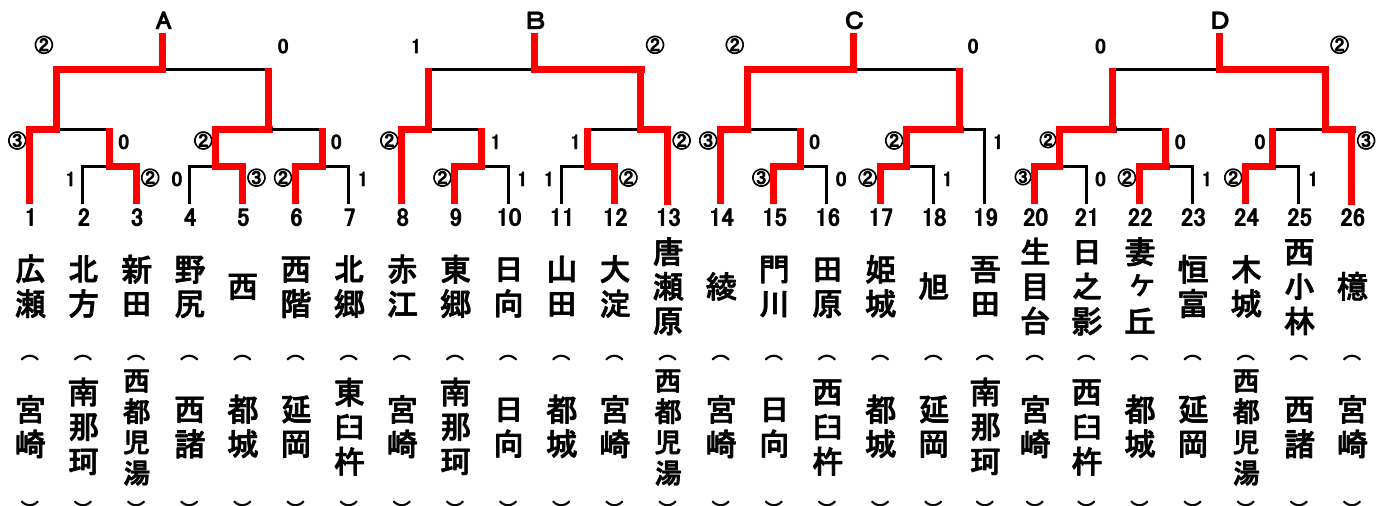 A B C D
② 0 1 ② ② 0 0 ②
③ 0 ② 0 ② 1 1 ② ③ 0 ② 1 ② 0 0 ③
1 ② 0 ③ ② 1 ② 1 1 ② ③ 0 ② 1 ③ 0 ② 1 ② 1
1 2 3 4 5 6 7 8 9 10 11 12 13 14 15 16 17 18 19 20 21 22 23 24 25 26
広瀬（宮崎）
北方（南那珂）
新田（西都児湯）
野尻（西諸）
西（都城）
西階（延岡）
北郷（東臼杵）
赤江（宮崎）
東郷（南那珂）
日向（日向）
山田（都城）
大淀（宮崎）
唐瀬原（西都児湯）
綾（宮崎）
門川（日向）
田原（西臼杵）
姫城（都城）
旭（延岡）
吾田（南那珂）
生目台（宮崎）
日之影（西臼杵）
妻ヶ丘（都城）
恒富（延岡）
木城（西都児湯）
西小林（西諸）
檍（宮崎）